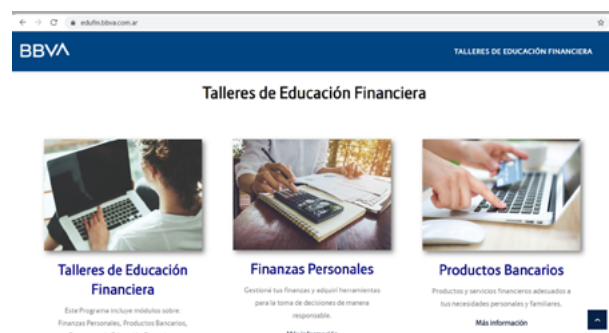 edufin.bbva.com.ar
BBVA
TALLERES DE EDUCACIÓN FINANCIERA
Talleres de Educación Financiera
Talleres de Educación
Financiera
Este Programa incluye módulos sobre
Finanzas Personales, Productos Bancarios,
Finanzas Personales
Gestioná tus finanzas y adquirí herramientas
para la toma de decisiones de manera
responsable.
Más información
Productos Bancarios
Productos y servicios financieros adecuados a
tus necesidades personales y familiares.
Más información